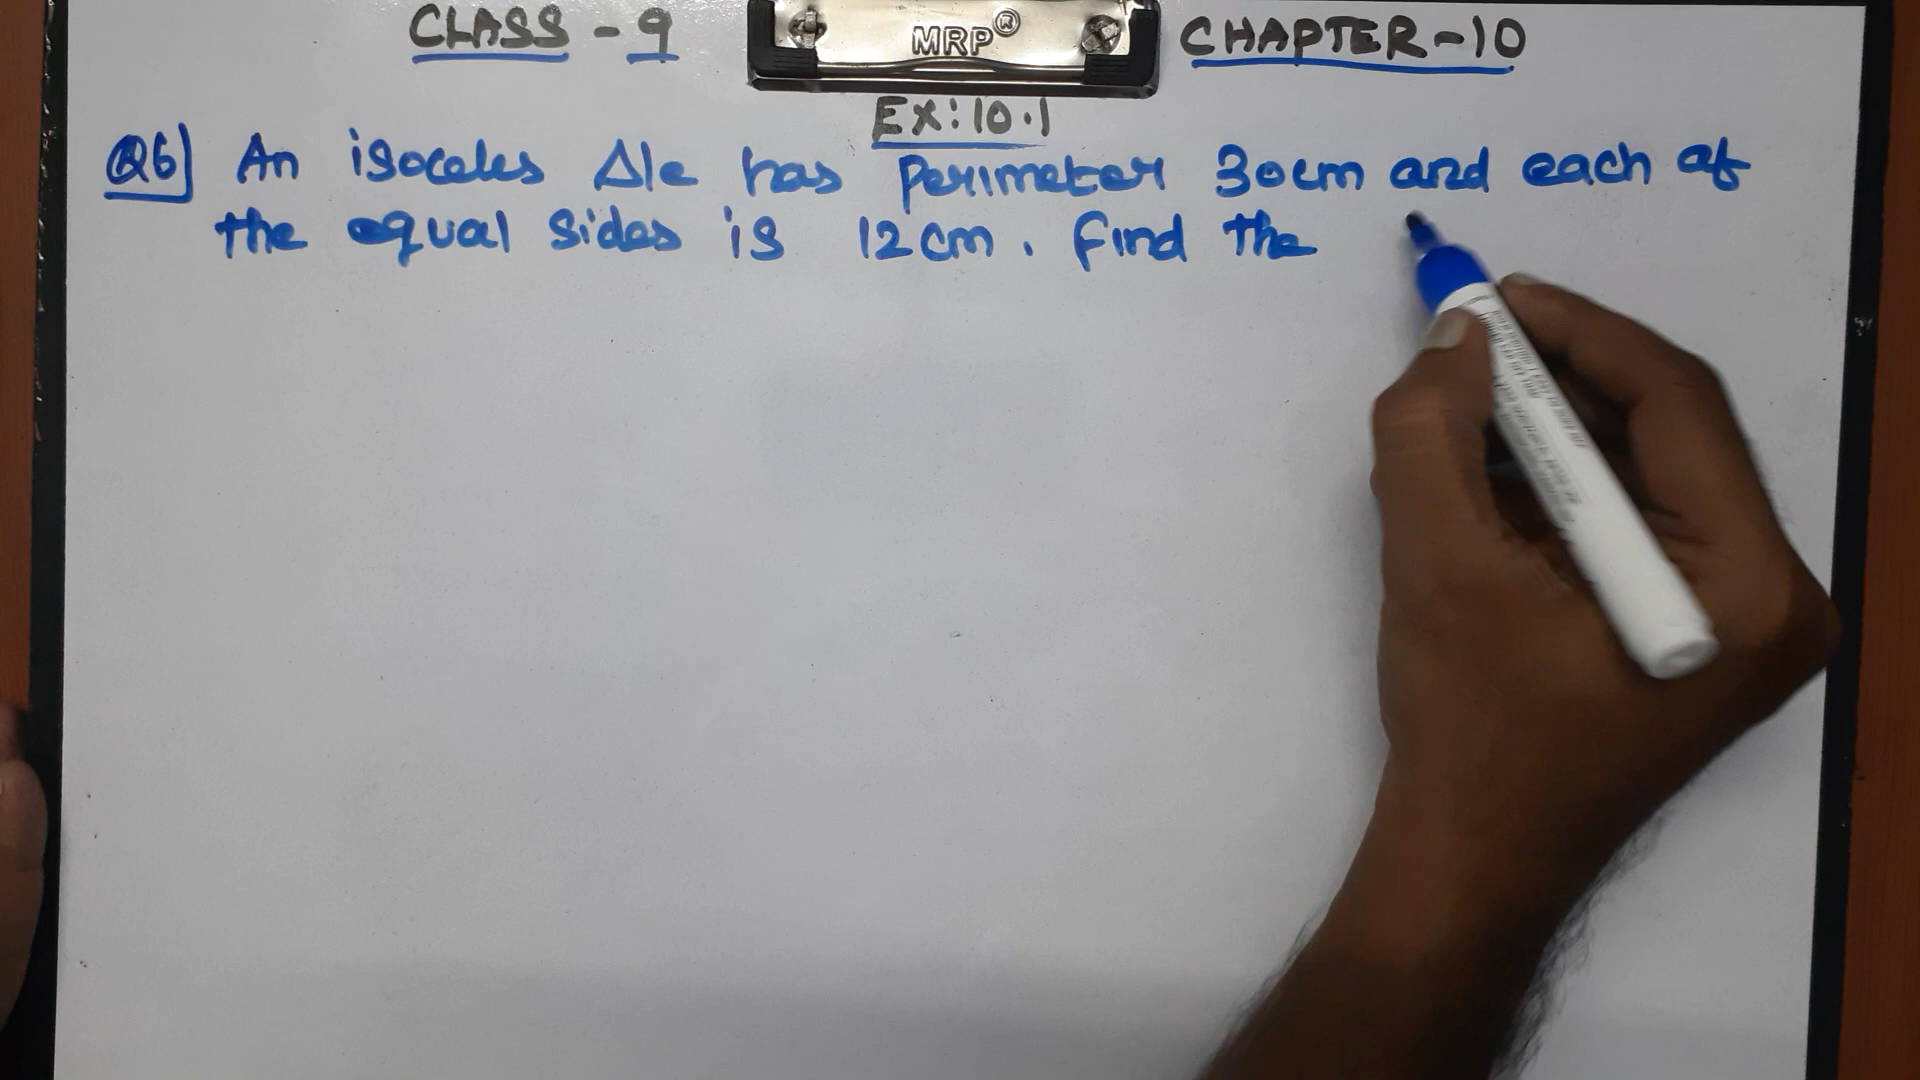 CLASS - 9
MRP®
CHAPTER-10
Ex: 10.1
Q6] An isoceles Δle has perimeter 30cm and each of
the equal sides is 12cm. Find the